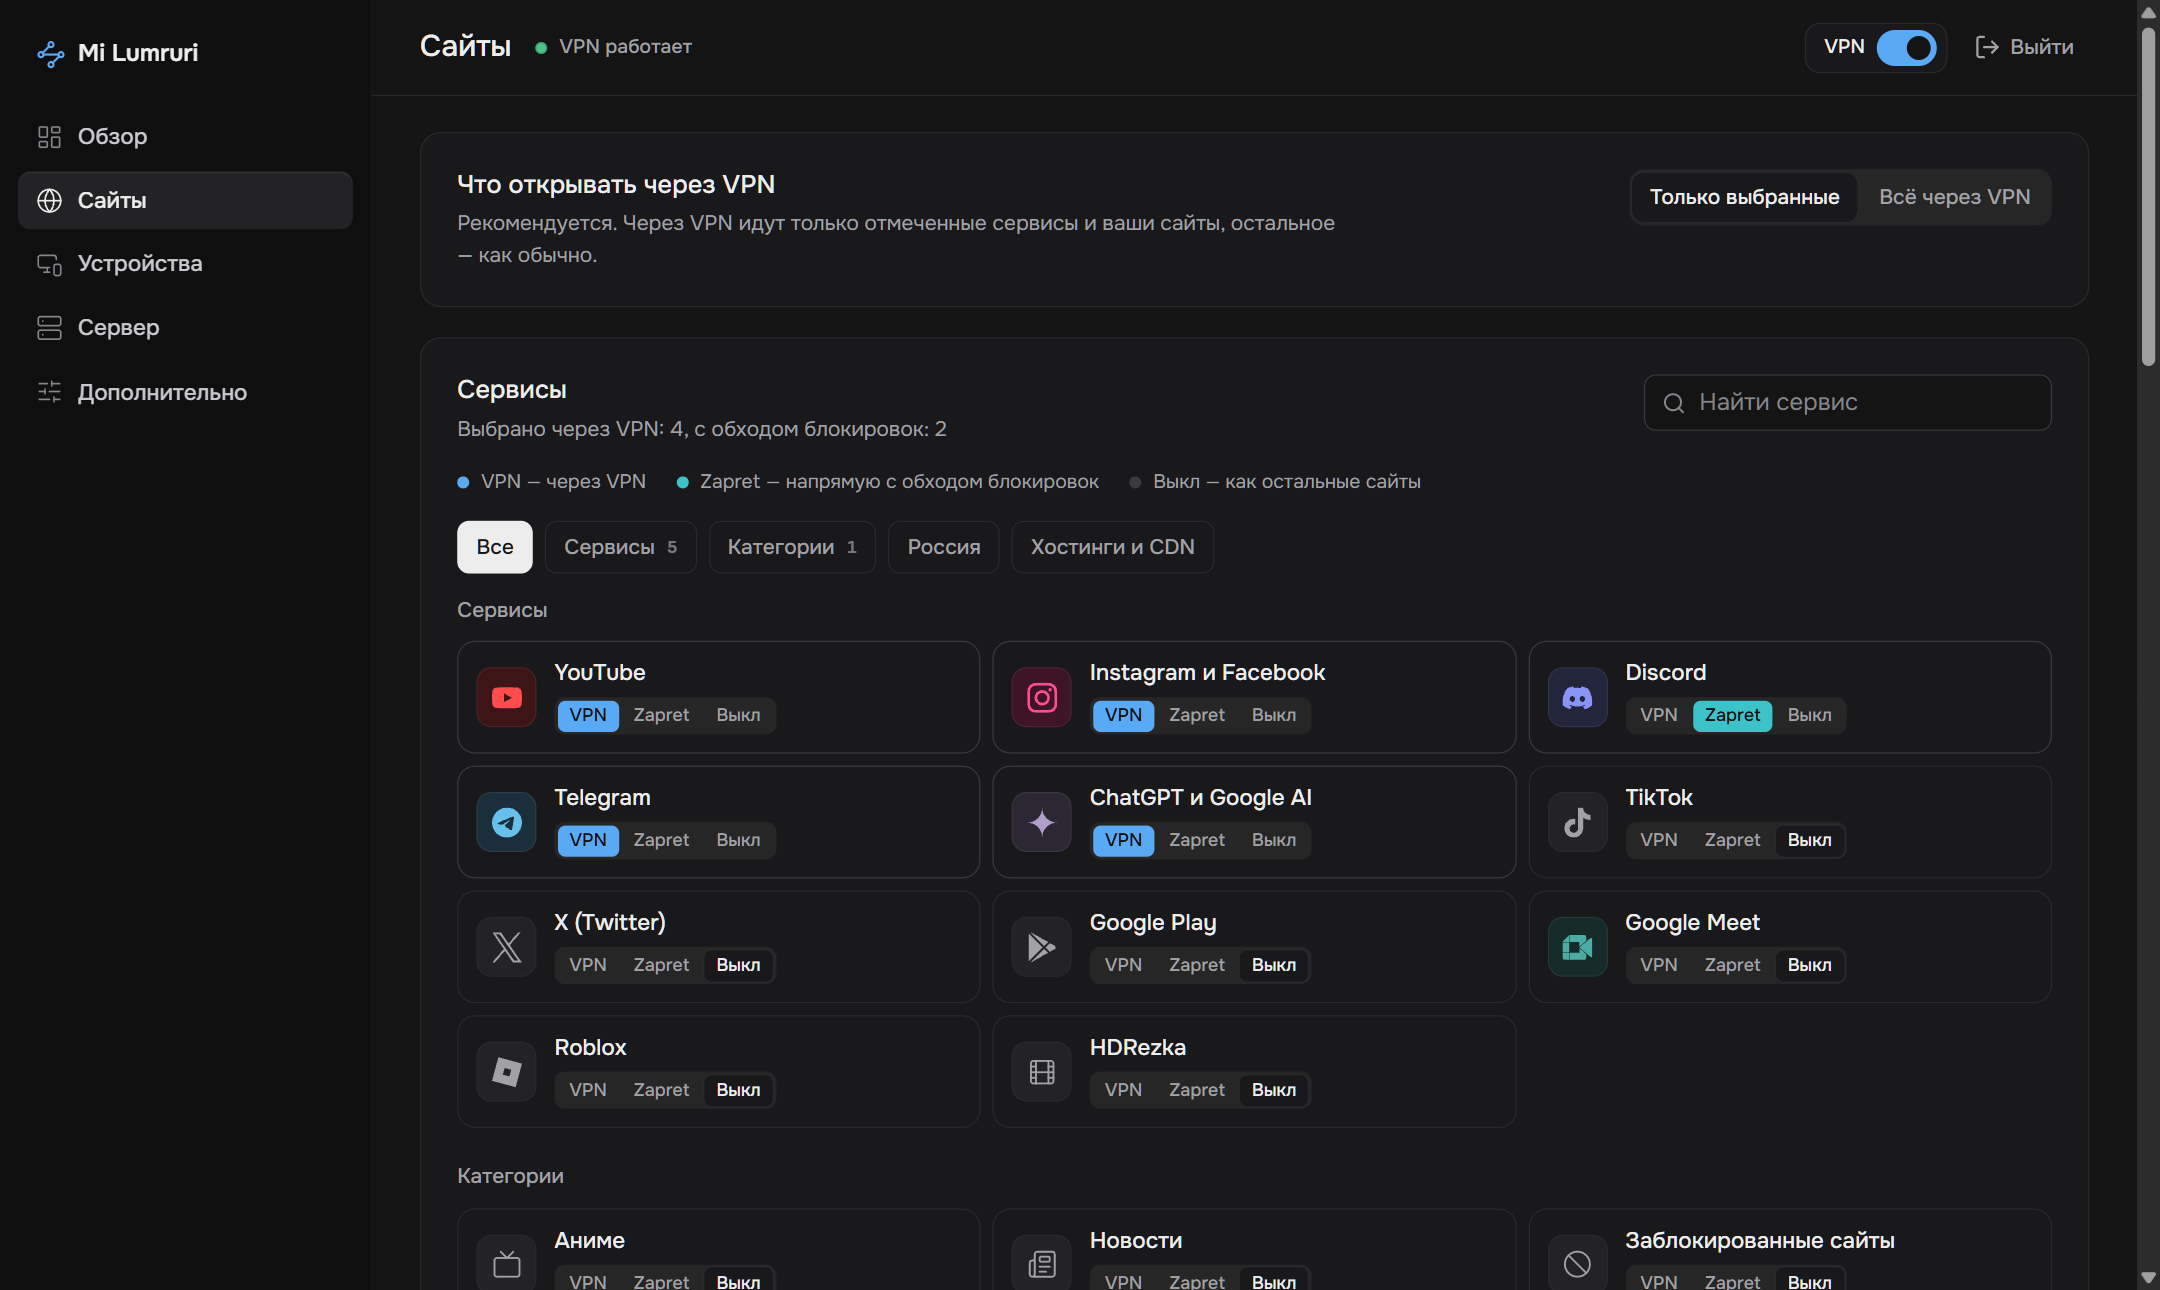 Mi Lumruri
Обзор
Сайты
Устройства
Сервер
Дополнительно
Сайты
VPN работает
VPN
Выйти
Что открывать через VPN
Рекомендуется. Через VPN идут только отмеченные сервисы и ваши сайты, остальное
— как обычно.
Только выбранные
Всё через VPN
Сервисы
Выбрано через VPN: 4, с обходом блокировок: 2
Найти сервис
VPN — через VPN
Zapret — напрямую с обходом блокировок
Выкл — как остальные сайты
Все
Сервисы 5
Категории 1
Россия
Хостинги и CDN
Сервисы
YouTube
VPN Zapret Выкл
Instagram и Facebook
VPN Zapret Выкл
Discord
VPN Zapret Выкл
Telegram
VPN Zapret Выкл
ChatGPT и Google AI
VPN Zapret Выкл
TikTok
VPN Zapret Выкл
X (Twitter)
VPN Zapret Выкл
Google Play
VPN Zapret Выкл
Google Meet
VPN Zapret Выкл
Roblox
VPN Zapret Выкл
HDRezka
VPN Zapret Выкл
Категории
Аниме
VPN Zapret Выкл
Новости
VPN Zapret Выкл
Заблокированные сайты
VPN Zapret Выкл